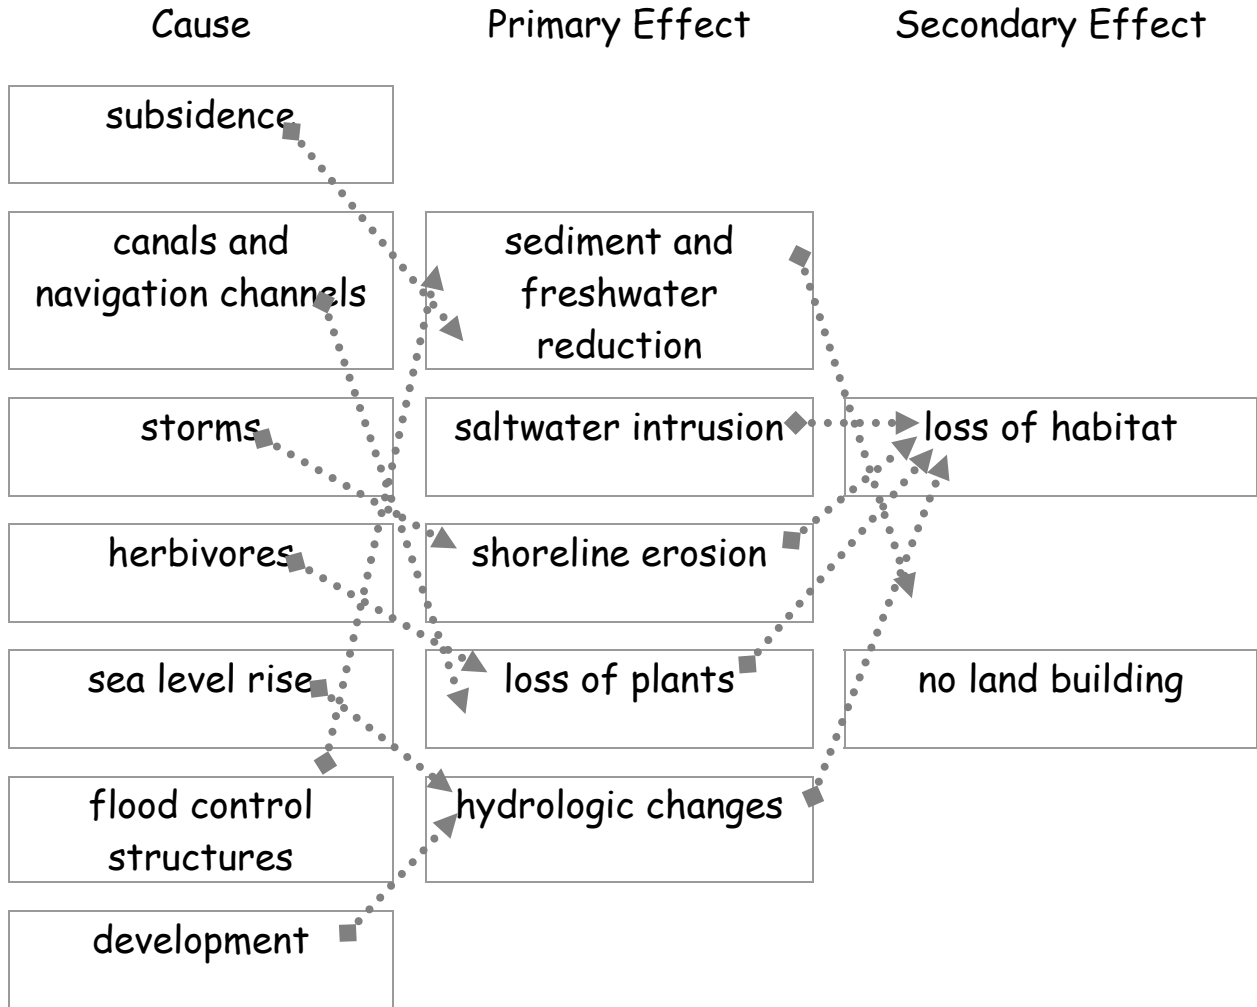 Cause
Primary Effect
Secondary Effect
subsidence
canals and
navigation channels
sediment and
freshwater
reduction
storms
saltwater intrusion
loss of habitat
herbivores
shoreline erosion
sea level rise
loss of plants
no land building
flood control
structures
hydrologic changes
development